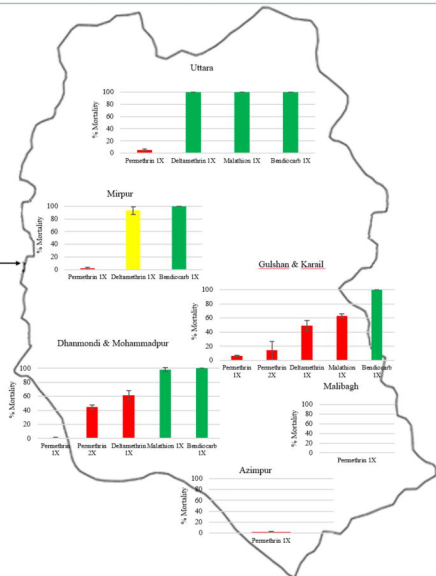 Uttara
% Mortality
100
80
60
40
20
0
Permethrin 1X Deltamethrin 1X Malathion 1X Bendiocarb 1X
Mirpur
% Mortality
100
80
60
40
20
0
Permethrin 1X Deltamethrin 1X Bendiocarb 1X
Gulshan & Karail
% Mortality
100
80
60
40
20
0
Permethrin Permethrin Deltamethrin Malathion Bendiocarb
1X 2X 1X 1X 1X
Dhanmondi & Mohammadpur
% Mortality
100
80
60
40
20
0
Permethrin Permethrin Deltamethrin Malathion 1X Bendiocarb
1X 2X 1X 1X
Malibagh
% Mortality
100
80
60
40
20
0
Permethrin 1X
Azimpur
% Mortality
100
80
60
40
20
0
Permethrin 1X